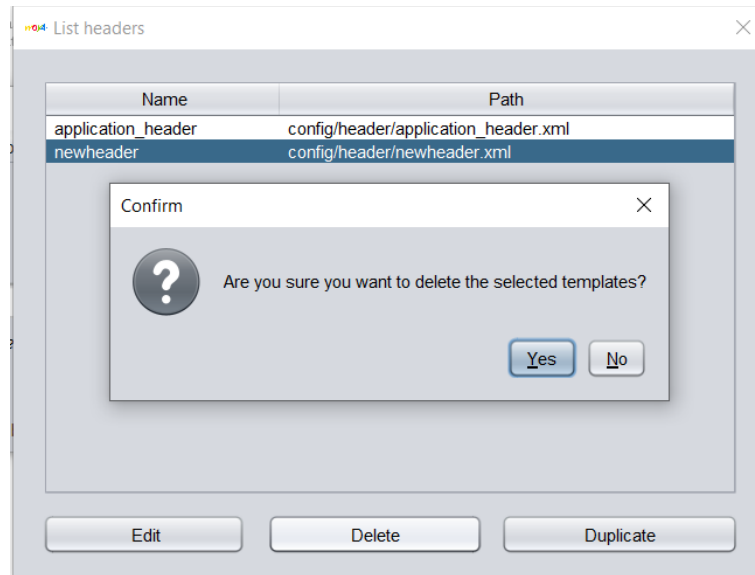 List headers
Name Path
application_header config/header/application_header.xml
newheader config/header/newheader.xml
Confirm
Are you sure you want to delete the selected templates?
Yes No
Edit Delete Duplicate